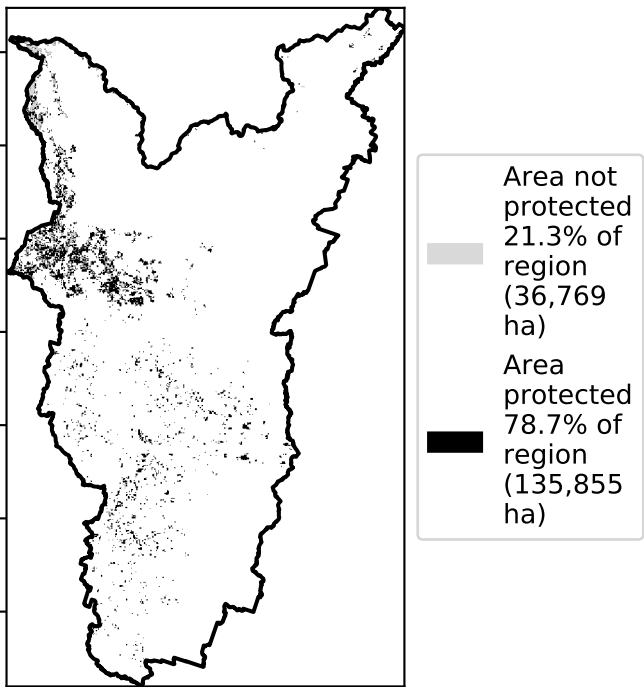 Area not
protected
21.3% of
region
(36,769
ha)
Area
protected
78.7% of
region
(135,855
ha)